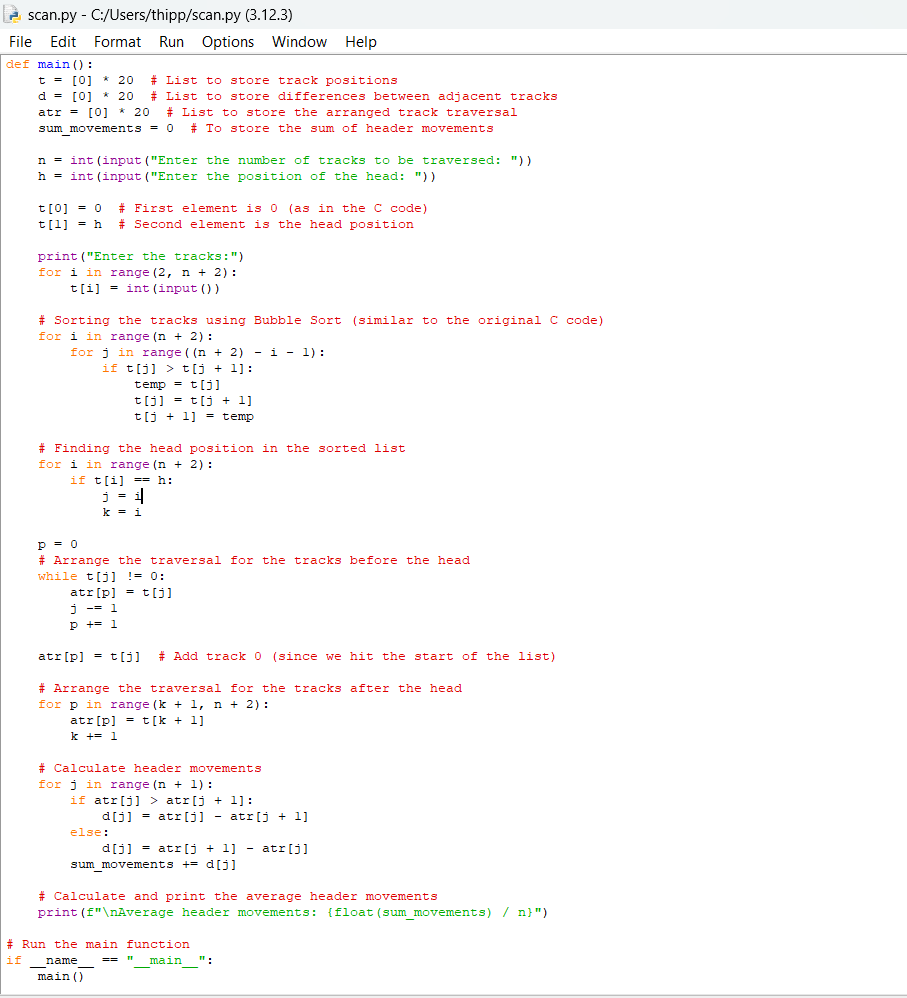 scan.py - C:/Users/thipp/scan.py (3.12.3)
File Edit Format Run Options Window Help
def main():
    t = [0] * 20  # List to store track positions
    d = [0] * 20  # List to store differences between adjacent tracks
    atr = [0] * 20  # List to store the arranged track traversal
    sum_movements = 0  # To store the sum of header movements

    n = int(input("Enter the number of tracks to be traversed: "))
    h = int(input("Enter the position of the head: "))

    t[0] = 0  # First element is 0 (as in the C code)
    t[1] = h  # Second element is the head position

    print("Enter the tracks:")
    for i in range(2, n + 2):
        t[i] = int(input())

    # Sorting the tracks using Bubble Sort (similar to the original C code)
    for i in range(n + 2):
        for j in range((n + 2) - i - 1):
            if t[j] > t[j + 1]:
                temp = t[j]
                t[j] = t[j + 1]
                t[j + 1] = temp

    # Finding the head position in the sorted list
    for i in range(n + 2):
        if t[i] == h:
            j = i
            k = i

    p = 0
    # Arrange the traversal for the tracks before the head
    while t[j] != 0:
        atr[p] = t[j]
        j -= 1
        p += 1

    atr[p] = t[j]  # Add track 0 (since we hit the start of the list)

    # Arrange the traversal for the tracks after the head
    for p in range(k + 1, n + 2):
        atr[p] = t[k + 1]
        k += 1

    # Calculate header movements
    for j in range(n + 1):
        if atr[j] > atr[j + 1]:
            d[j] = atr[j] - atr[j + 1]
        else:
            d[j] = atr[j + 1] - atr[j]
        sum_movements += d[j]

    # Calculate and print the average header movements
    print(f"\nAverage header movements: {float(sum_movements) / n}")

# Run the main function
if __name__ == "__main__":
    main()